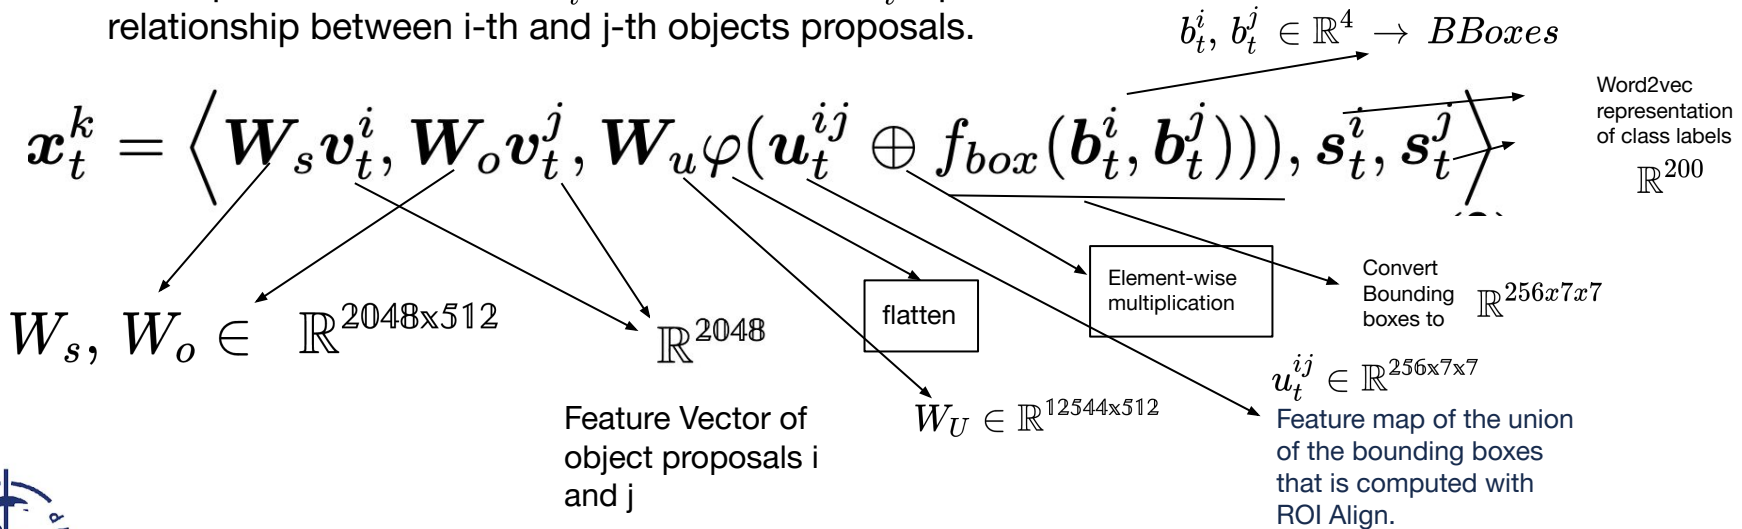 relationship between i-th and j-th objects proposals.
b_t^i, b_t^j ∈ ℝ^4 → BBoxes
x_t^k = ⟨ W_s v_t^i, W_o v_t^j, W_u φ(u_t^{ij} ⊕ f_{box}(b_t^i, b_t^j))), s_t^i, s_t^j ⟩
Word2vec
representation
of class labels
ℝ^{200}
W_s, W_o ∈ ℝ^{2048x512}
ℝ^{2048}
flatten
Element-wise
multiplication
Convert
Bounding
boxes to
ℝ^{256x7x7}
Feature Vector of
object proposals i
and j
W_U ∈ ℝ^{12544x512}
u_t^{ij} ∈ ℝ^{256x7x7}
Feature map of the union
of the bounding boxes
that is computed with
ROI Align.